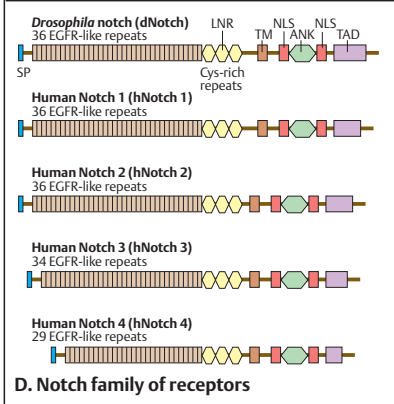 Drosophila notch (dNotch)
36 EGFR-like repeats
LNR
NLS
NLS
TM
ANK
TAD
SP
Cys-rich
repeats
Human Notch 1 (hNotch 1)
36 EGFR-like repeats
Human Notch 2 (hNotch 2)
36 EGFR-like repeats
Human Notch 3 (hNotch 3)
34 EGFR-like repeats
Human Notch 4 (hNotch 4)
29 EGFR-like repeats
D. Notch family of receptors